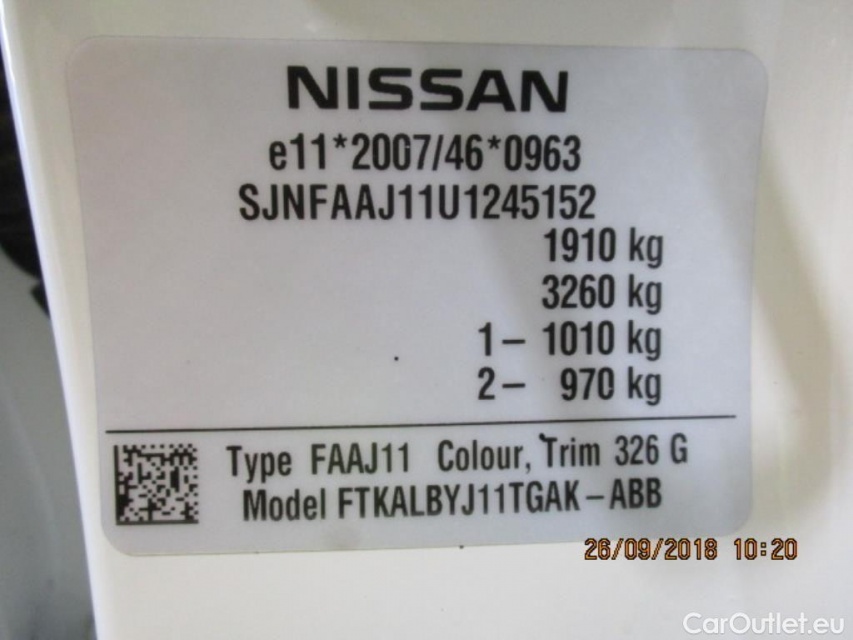 NISSAN
e11*2007/46*0963
SJNFAAJ11U1245152
1910 kg
3260 kg
1– 1010 kg
2– 970 kg
Type FAAJ11 Colour, Trim 326 G
Model FTKALBYJ11TGAK–ABB
26/09/2018 10:20
CarOutlet.eu